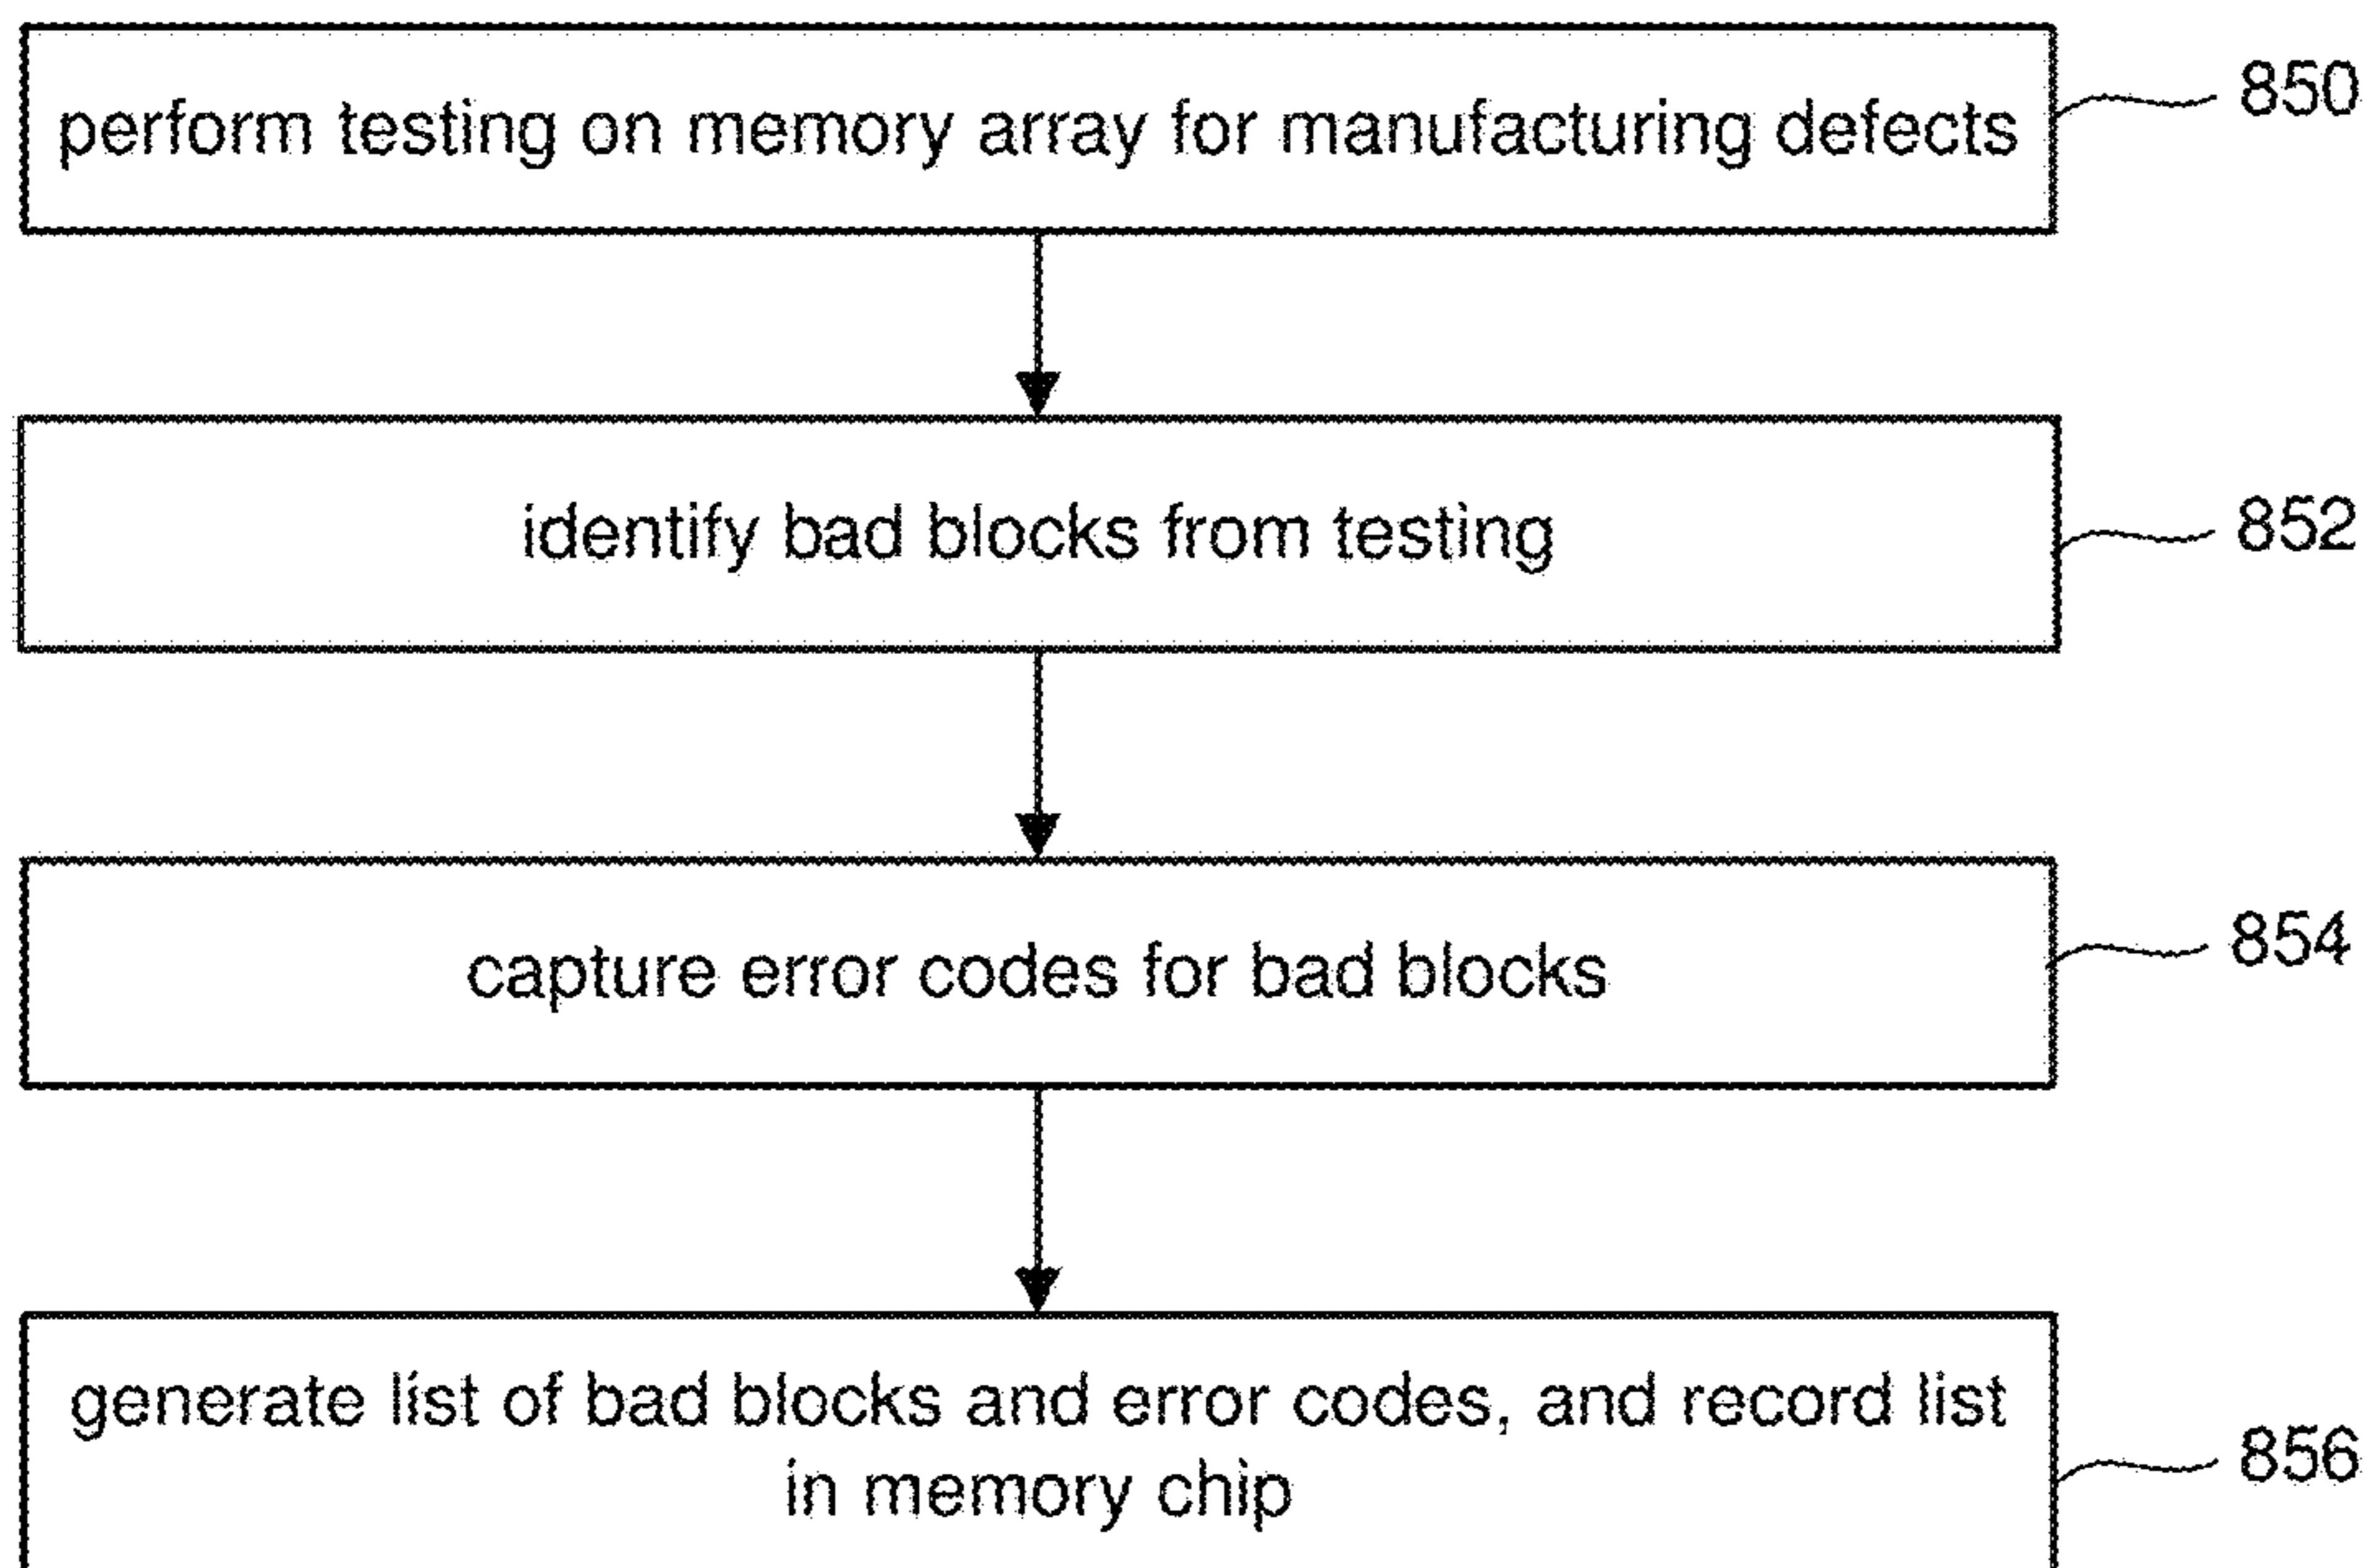 perform testing on memory array for manufacturing defects
850
identify bad blocks from testing
852
capture error codes for bad blocks
854
generate list of bad blocks and error codes, and record list
in memory chip
856